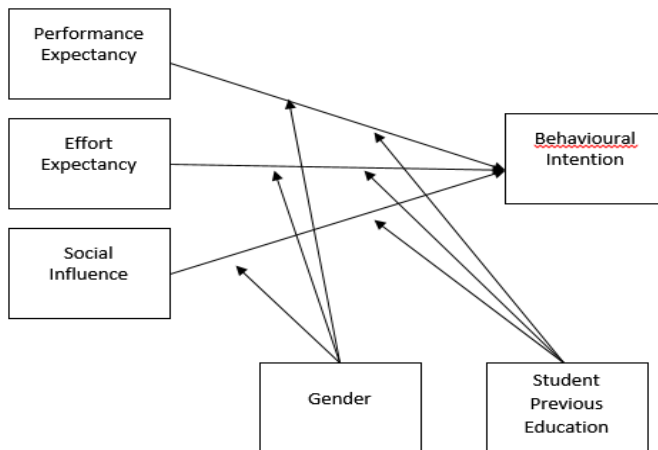 Performance
Expectancy
Effort
Expectancy
Behavioural
Intention
Social
Influence
Gender
Student
Previous
Education